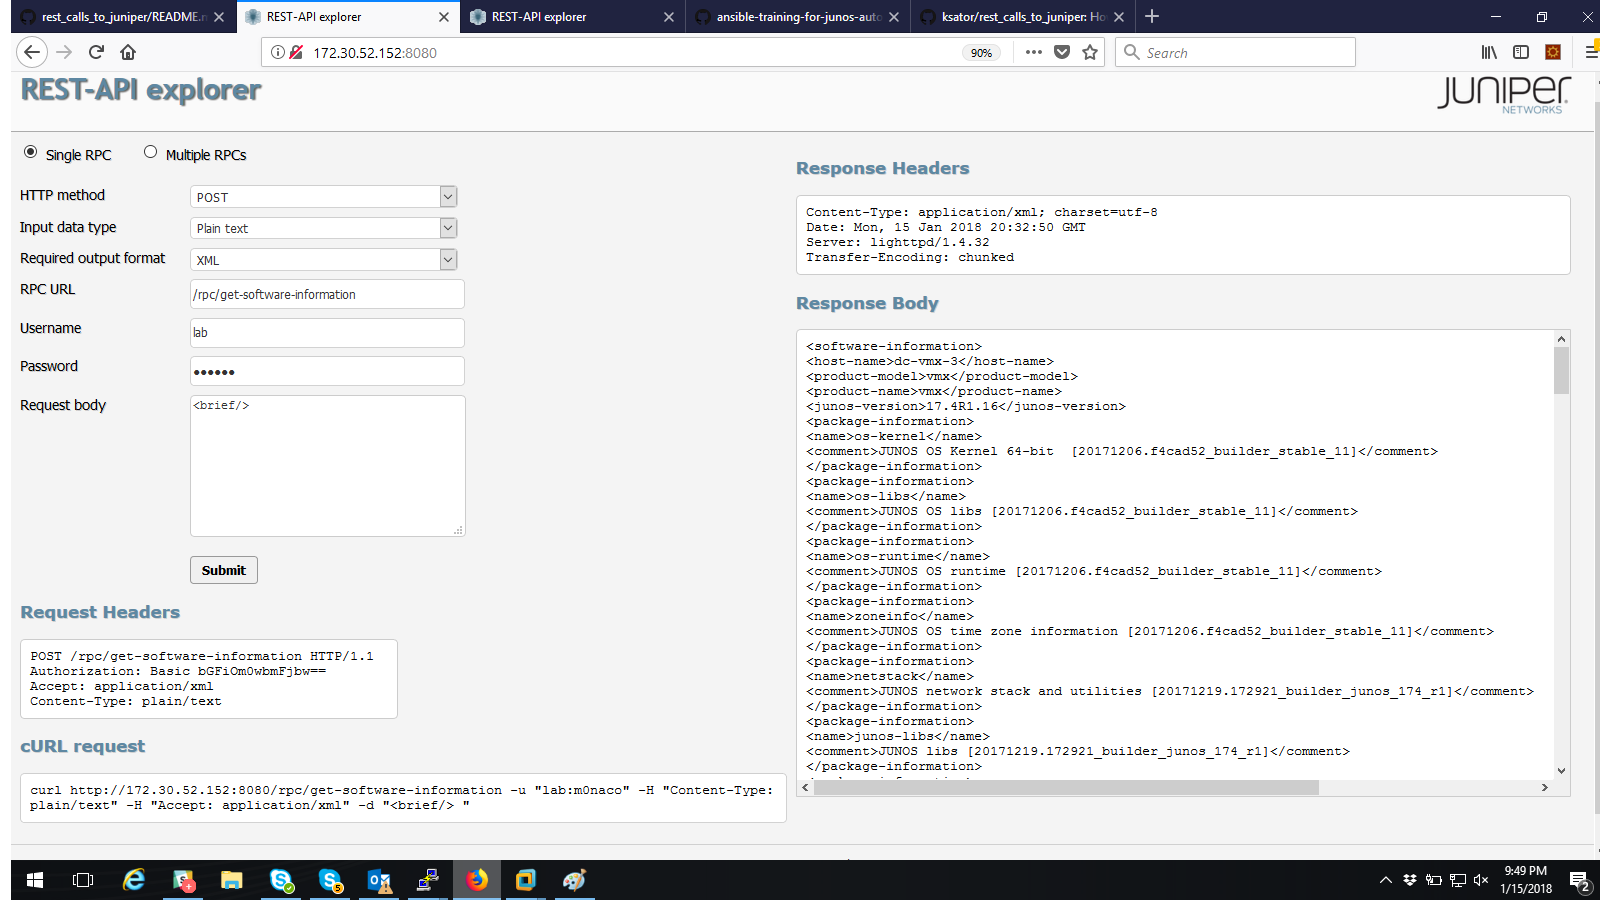 rest_calls_to_juniper/README.m
REST-API explorer
REST-API explorer
ansible-training-for-junos-auto
ksator/rest_calls_to_juniper: Ho
172.30.52.152:8080
90%
Search
REST-API explorer
JUNIPER
NETWORKS
Single RPC
Multiple RPCs
HTTP method
POST
Input data type
Plain text
Required output format
XML
RPC URL
/rpc/get-software-information
Username
lab
Password
••••••
Request body
<brief/>
Submit
Request Headers
POST /rpc/get-software-information HTTP/1.1
Authorization: Basic bGFiOm0wbmFjbw==
Accept: application/xml
Content-Type: plain/text
cURL request
curl http://172.30.52.152:8080/rpc/get-software-information -u "lab:m0naco" -H "Content-Type:
plain/text" -H "Accept: application/xml" -d "<brief/> "
Response Headers
Content-Type: application/xml; charset=utf-8
Date: Mon, 15 Jan 2018 20:32:50 GMT
Server: lighttpd/1.4.32
Transfer-Encoding: chunked
Response Body
<software-information>
<host-name>dc-vmx-3</host-name>
<product-model>vmx</product-model>
<product-name>vmx</product-name>
<junos-version>17.4R1.16</junos-version>
<package-information>
<name>os-kernel</name>
<comment>JUNOS OS Kernel 64-bit  [20171206.f4cad52_builder_stable_11]</comment>
</package-information>
<package-information>
<name>os-libs</name>
<comment>JUNOS OS libs [20171206.f4cad52_builder_stable_11]</comment>
</package-information>
<package-information>
<name>os-runtime</name>
<comment>JUNOS OS runtime [20171206.f4cad52_builder_stable_11]</comment>
</package-information>
<package-information>
<name>zoneinfo</name>
<comment>JUNOS OS time zone information [20171206.f4cad52_builder_stable_11]</comment>
</package-information>
<package-information>
<name>netstack</name>
<comment>JUNOS network stack and utilities [20171219.172921_builder_junos_174_r1]</comment>
</package-information>
<package-information>
<name>junos-libs</name>
<comment>JUNOS libs [20171219.172921_builder_junos_174_r1]</comment>
</package-information>
5
9:49 PM
1/15/2018
2